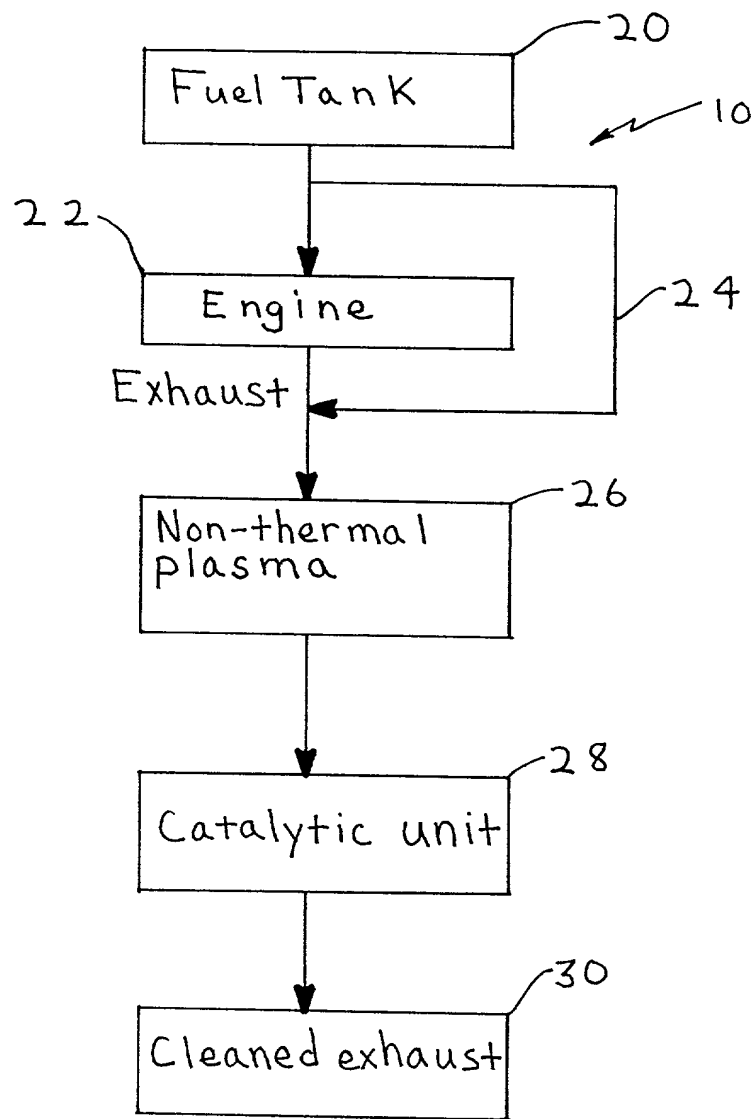 20
Fuel Tank
10
22
Engine
24
Exhaust
26
Non-thermal
plasma
28
Catalytic unit
30
Cleaned exhaust